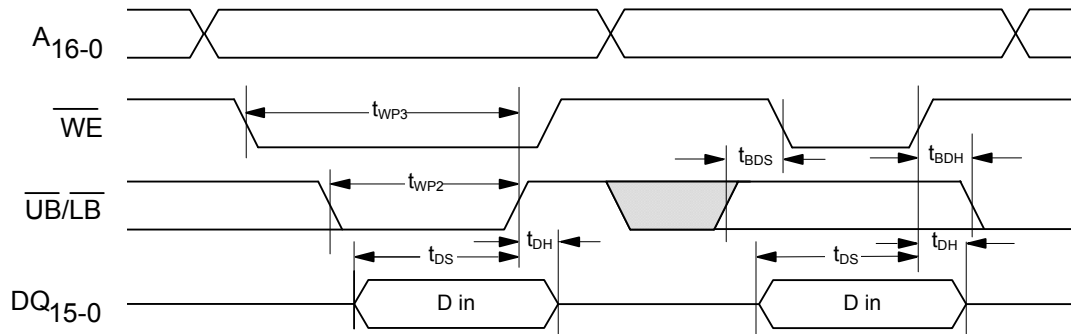 A16-0
WE
tWP3
tBDS
tBDH
UB/LB
tWP2
tDH
tDH
tDS
tDS
DQ15-0
D in
D in